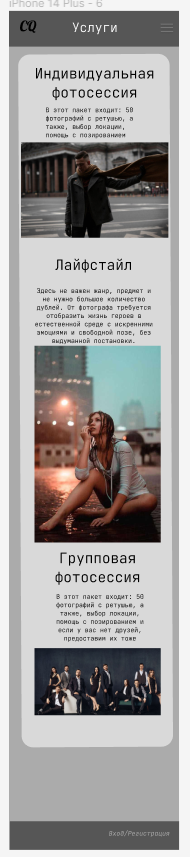 iPhone 14 Plus - 6
CQ
Услуги
Индивидуальная
фотосессия
В этот пакет входит: 50
фотографий с ретушью, а
также, выбор локации,
помощь с позированием
Лайфстайл
Здесь не важен жанр, предмет и
не нужно большое количество
дублей. От фотографа требуется
отобразить жизнь героев в
естественной среде с искренними
эмоциями и свободной позе, без
выдуманной постановки.
Групповая
фотосессия
В этот пакет входит: 50
фотографий с ретушью, а
также, выбор локации,
помощь с позированием и
если у вас нет друзей,
предоставим их тоже
Вход/Регистрация